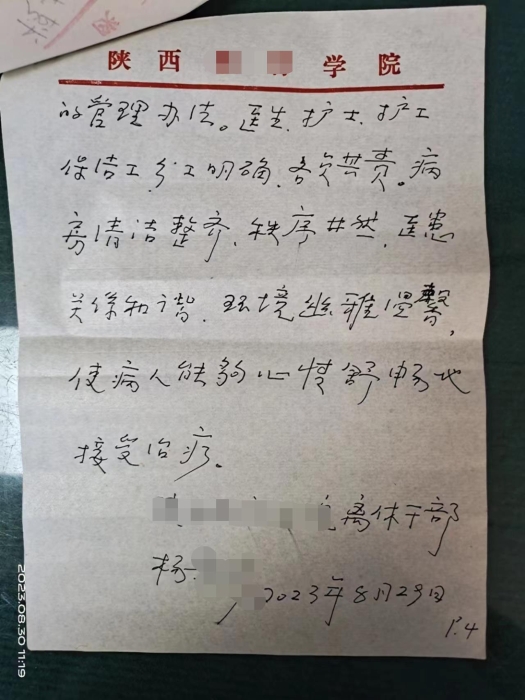 陕西 学院
的管理办法。医生、护士、护工
保洁工分工明确、各负其责。病
房清洁整齐、秩序井然、医患
关系和谐、环境幽雅温馨，
使病人能够心情舒畅地
接受治疗。
离休干部
杨
2023年8月29日
P.4
2023.08.30 11:19